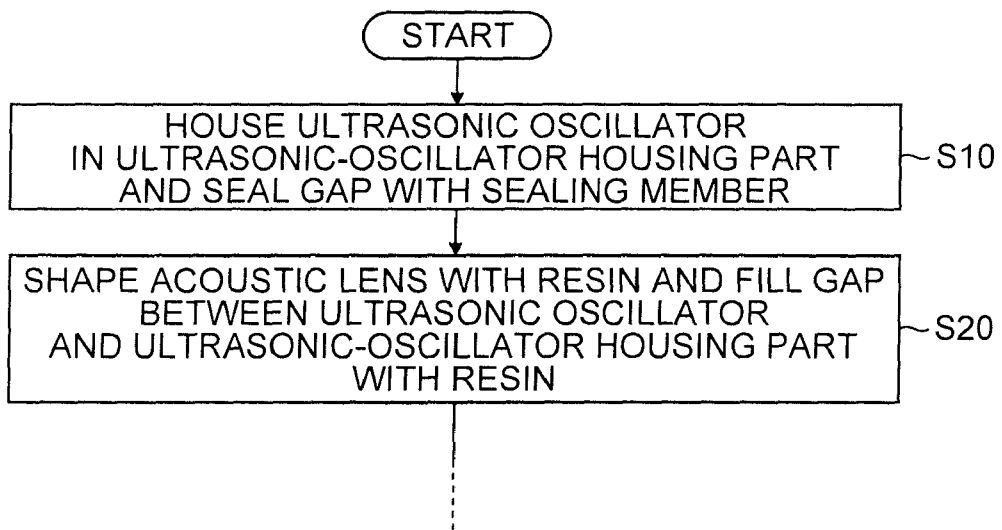 START
HOUSE ULTRASONIC OSCILLATOR
IN ULTRASONIC-OSCILLATOR HOUSING PART
AND SEAL GAP WITH SEALING MEMBER
S10
SHAPE ACOUSTIC LENS WITH RESIN AND FILL GAP
BETWEEN ULTRASONIC OSCILLATOR
AND ULTRASONIC-OSCILLATOR HOUSING PART
WITH RESIN
S20